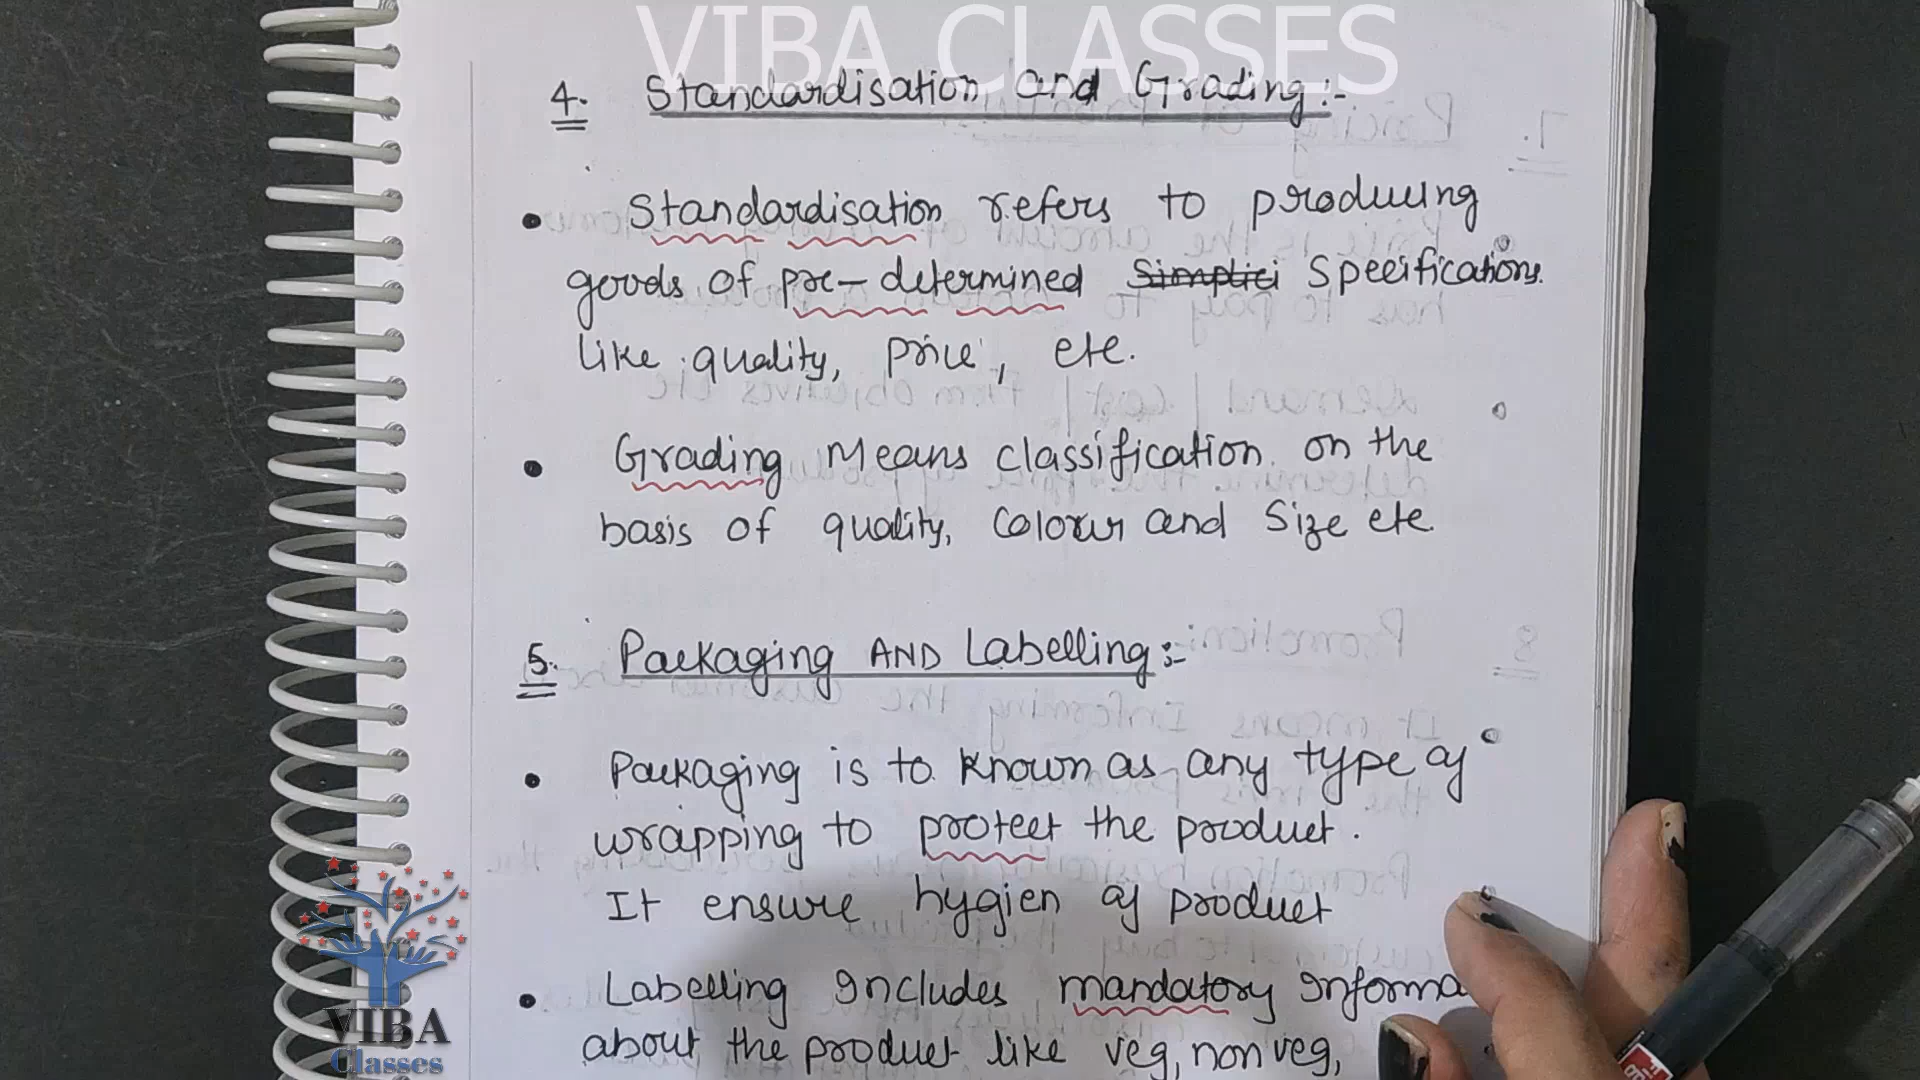 VIBA CLASSES
4. Standardisation and Grading:-
• Standardisation refers to producing
goods of pre-determined Simplici Specifications.
like quality, price, etc.
• Grading Means classification on the
basis of quality, Colour and Size etc
5. Packaging AND Labelling:-
• Packaging is to known as any type of
wrapping to protect the product.
It ensure hygien of product
• Labelling Includes mandatory Informa
about the product like veg, non veg,
VIBA
Classes